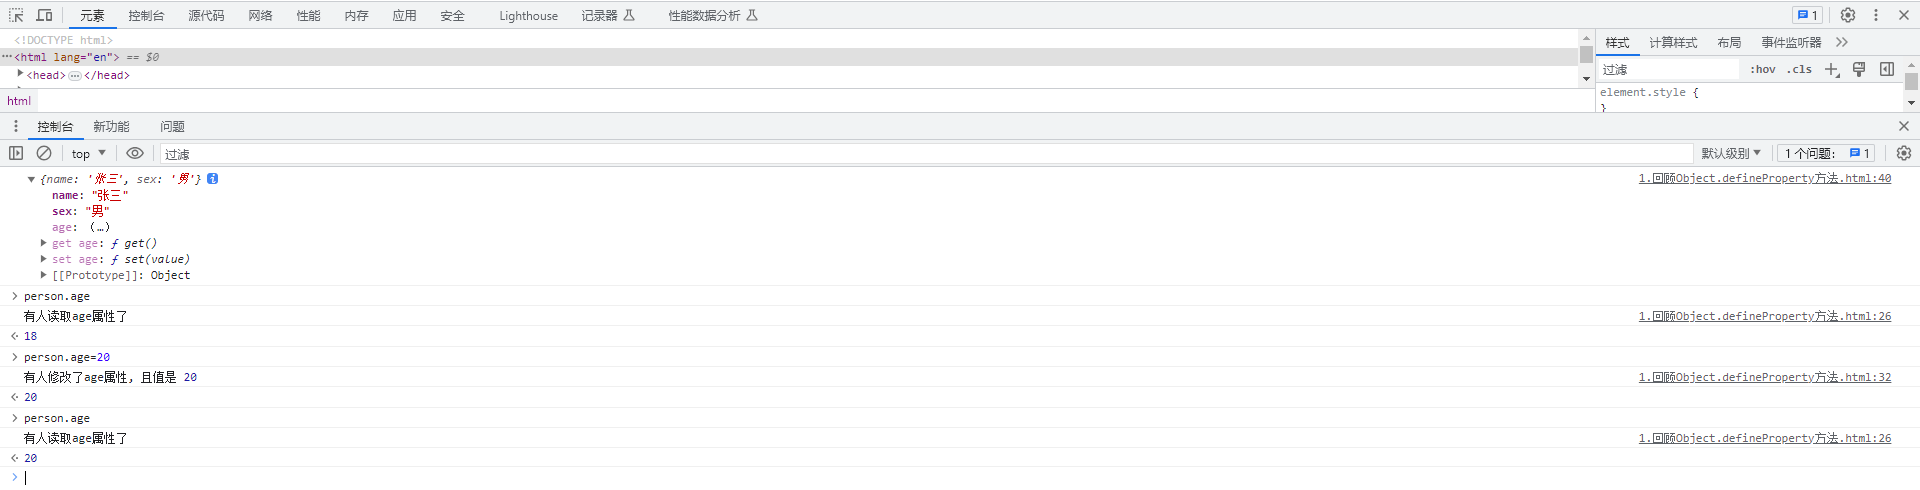 元素 控制台 源代码 网络 性能 内存 应用 安全 Lighthouse 记录器 性能数据分析 1
<!DOCTYPE html>
<html lang="en"> == $0
<head> </head>
html
样式 计算样式 布局 事件监听器
过滤 :hov .cls
element.style {
}
控制台 新功能 问题
top 过滤 默认级别 1 个问题: 1
{name: '张三', sex: '男'} 1.回顾Object.defineProperty方法.html:40
name: "张三"
sex: "男"
age: (…)
get age: ƒ get()
set age: ƒ set(value)
[[Prototype]]: Object
person.age
有人读取age属性了 1.回顾Object.defineProperty方法.html:26
18
person.age=20
有人修改了age属性, 且值是 20 1.回顾Object.defineProperty方法.html:32
20
person.age
有人读取age属性了 1.回顾Object.defineProperty方法.html:26
20